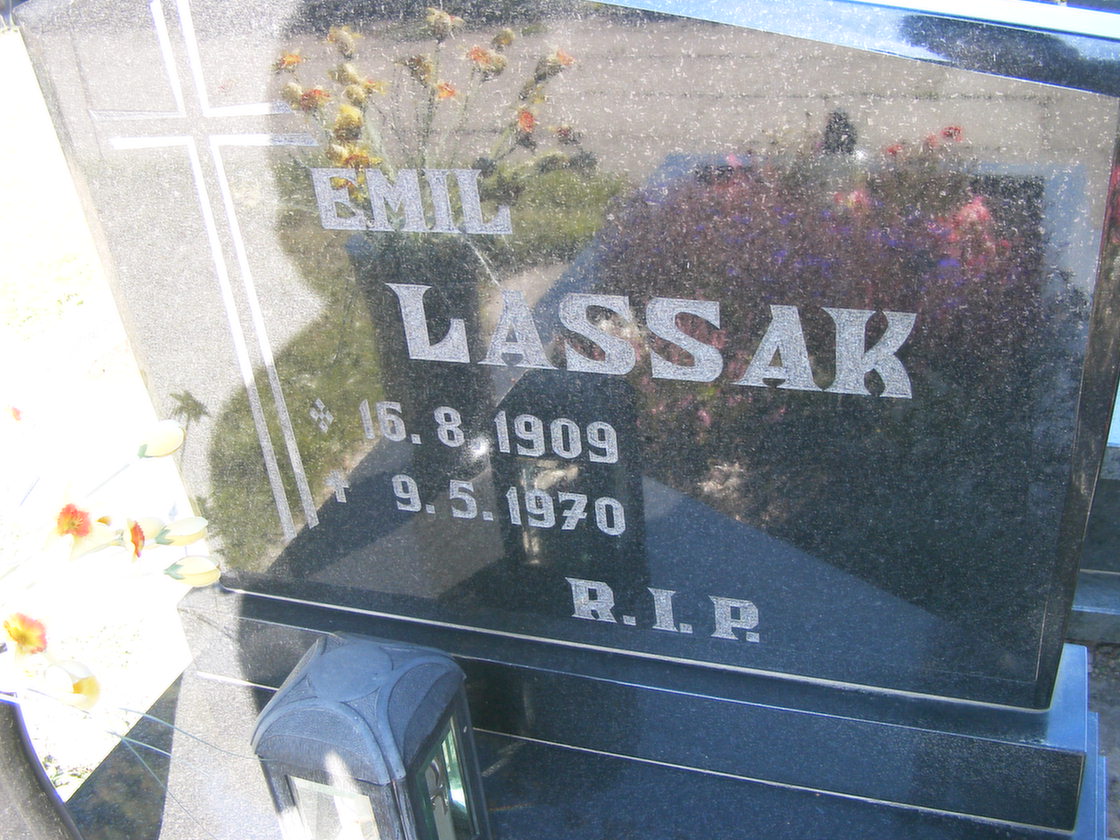 EMIL
LASSAK
16. 8. 1909
† 9. 5. 1970
R.I.P.